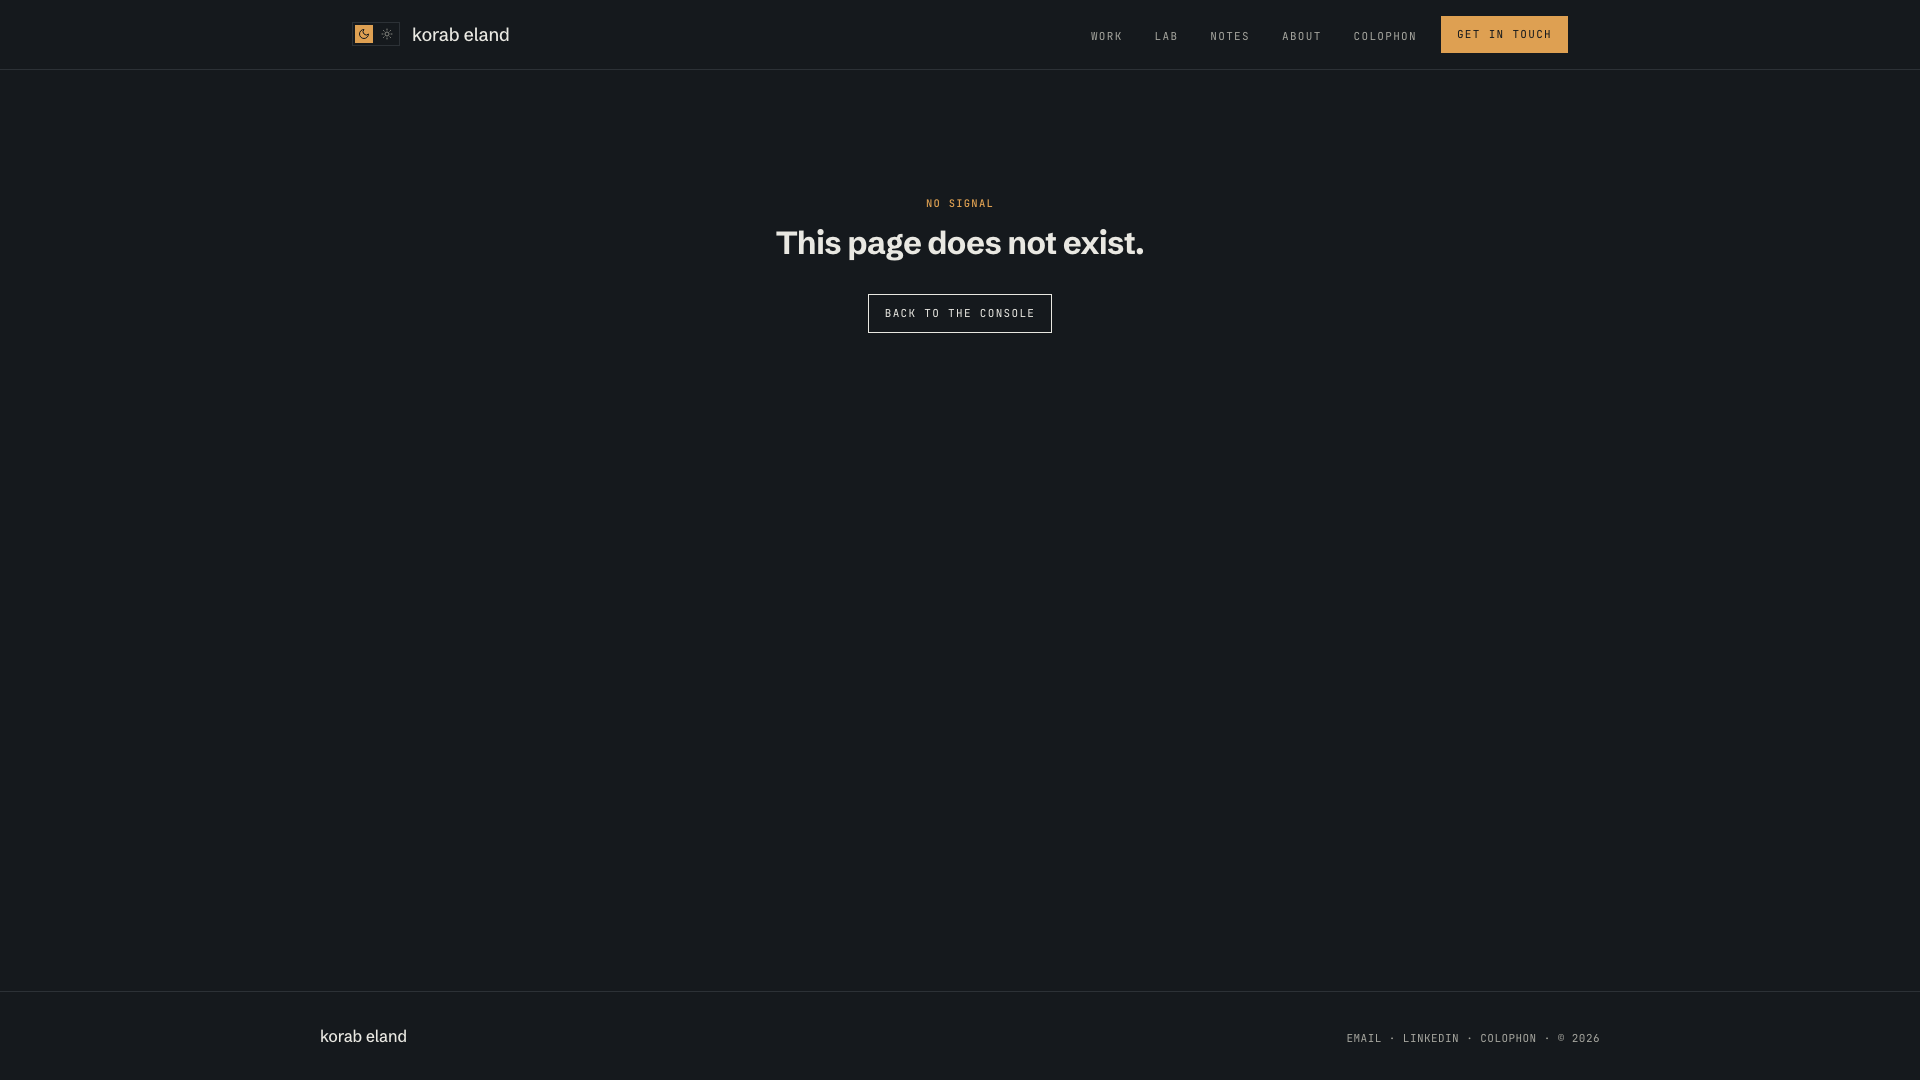 korab eland
WORK LAB NOTES ABOUT COLOPHON GET IN TOUCH
NO SIGNAL
This page does not exist.
BACK TO THE CONSOLE
korab eland
EMAIL · LINKEDIN · COLOPHON · © 2026